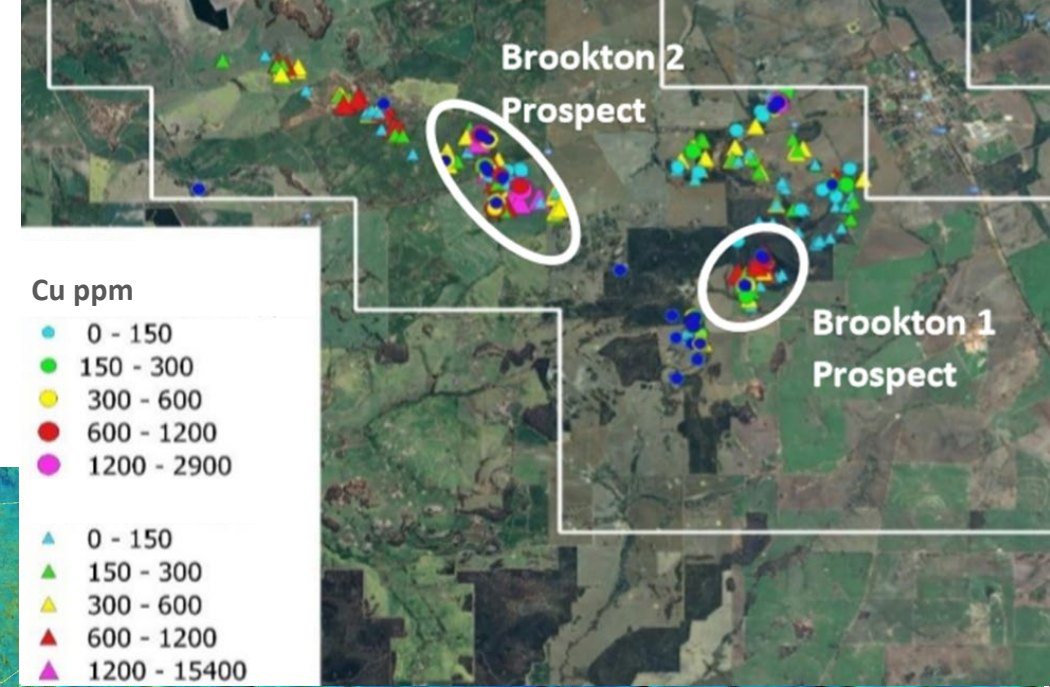 Brookton 2
Prospect
Brookton 1
Prospect
Cu ppm
0 - 150
150 - 300
300 - 600
600 - 1200
1200 - 2900
0 - 150
150 - 300
300 - 600
600 - 1200
1200 - 15400